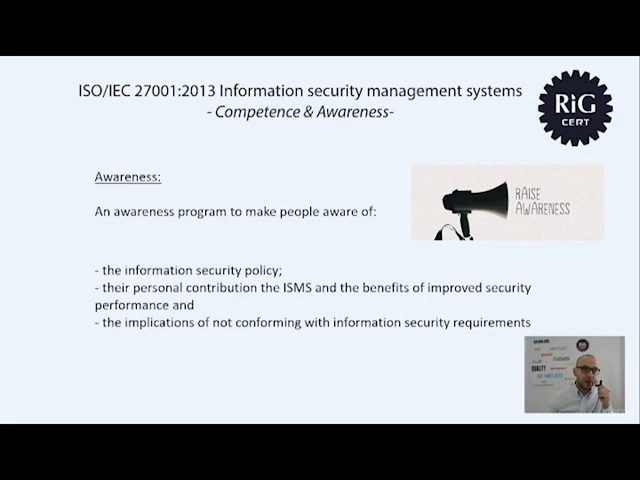 ISO/IEC 27001:2013 Information security management systems
- Competence & Awareness-
RiG
CERT
Awareness:
RAISE
AWARENESS
An awareness program to make people aware of:
- the information security policy;
- their personal contribution the ISMS and the benefits of improved security
performance and
- the implications of not conforming with information security requirements
QUALITY